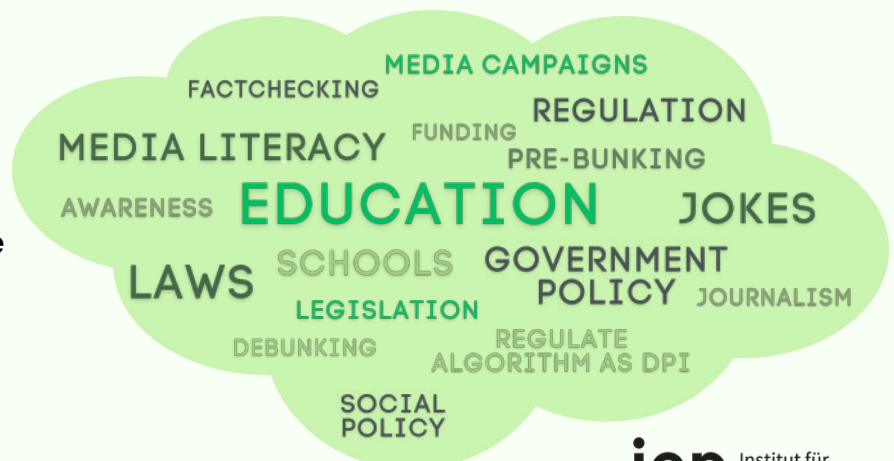 MEDIA CAMPAIGNS
FACTCHECKING
REGULATION
FUNDING
MEDIA LITERACY
PRE-BUNKING
EDUCATION
AWARENESS
JOKES
SCHOOLS
GOVERNMENT
POLICY
LAWS
JOURNALISM
LEGISLATION
DEBUNKING
REGULATE
ALGORITHM AS DPI
SOCIAL
POLICY
Institut für